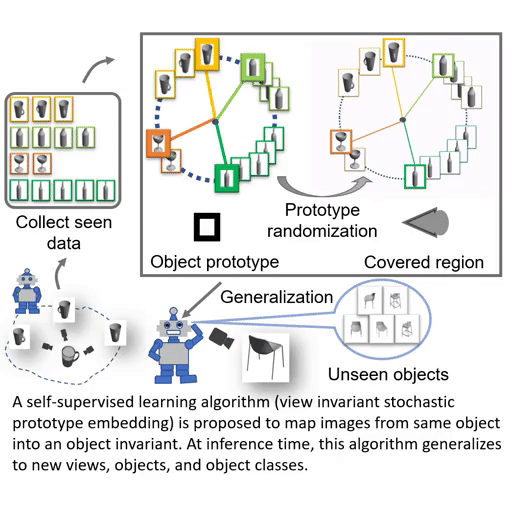 Collect seen
data
Prototype
randomization
Object prototype
Covered region
Generalization
Unseen objects
A self-supervised learning algorithm (view invariant stochastic
prototype embedding) is proposed to map images from same object
into an object invariant. At inference time, this algorithm generalizes
to new views, objects, and object classes.